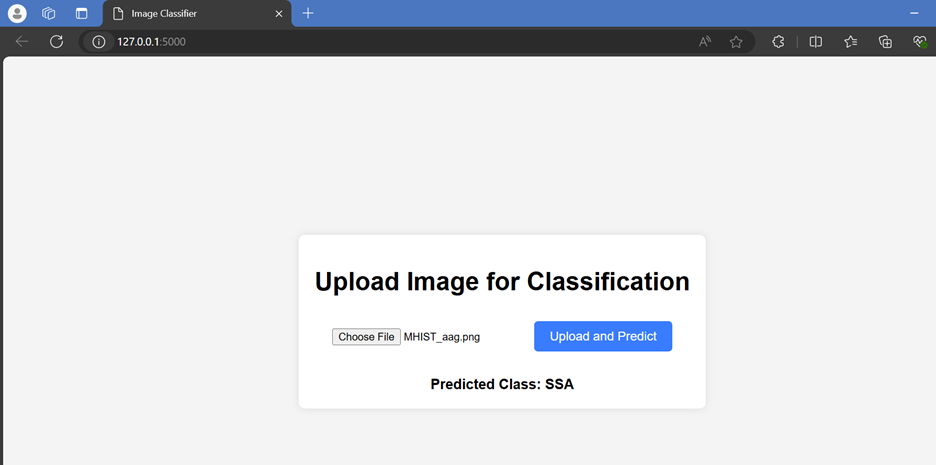 Image Classifier
127.0.0.1:5000
Upload Image for Classification
Choose File MHIST_aag.png Upload and Predict
Predicted Class: SSA